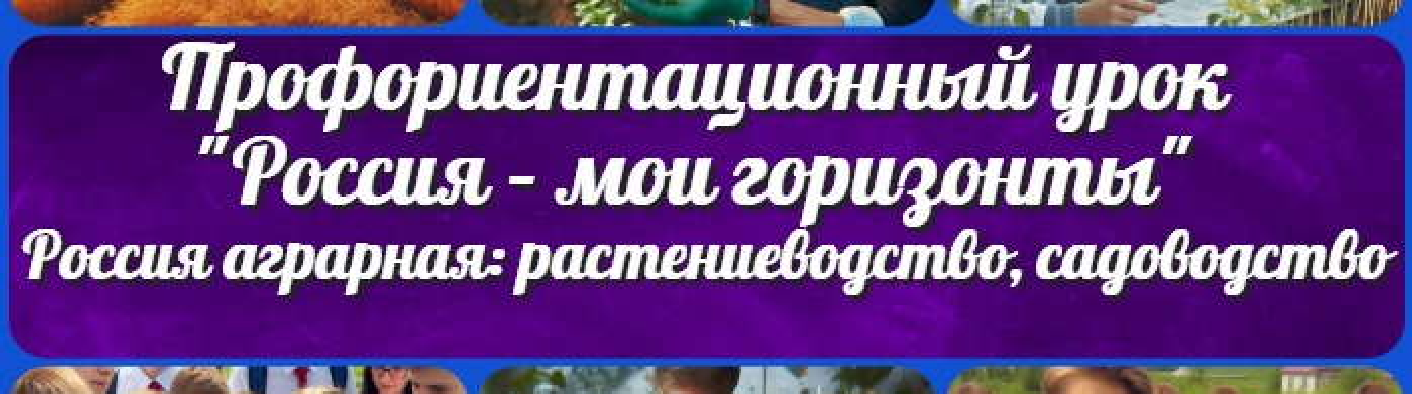 Профориентационный урок
"Россия - мои горизонты"
Россия аграрная: растениеводство, садоводство